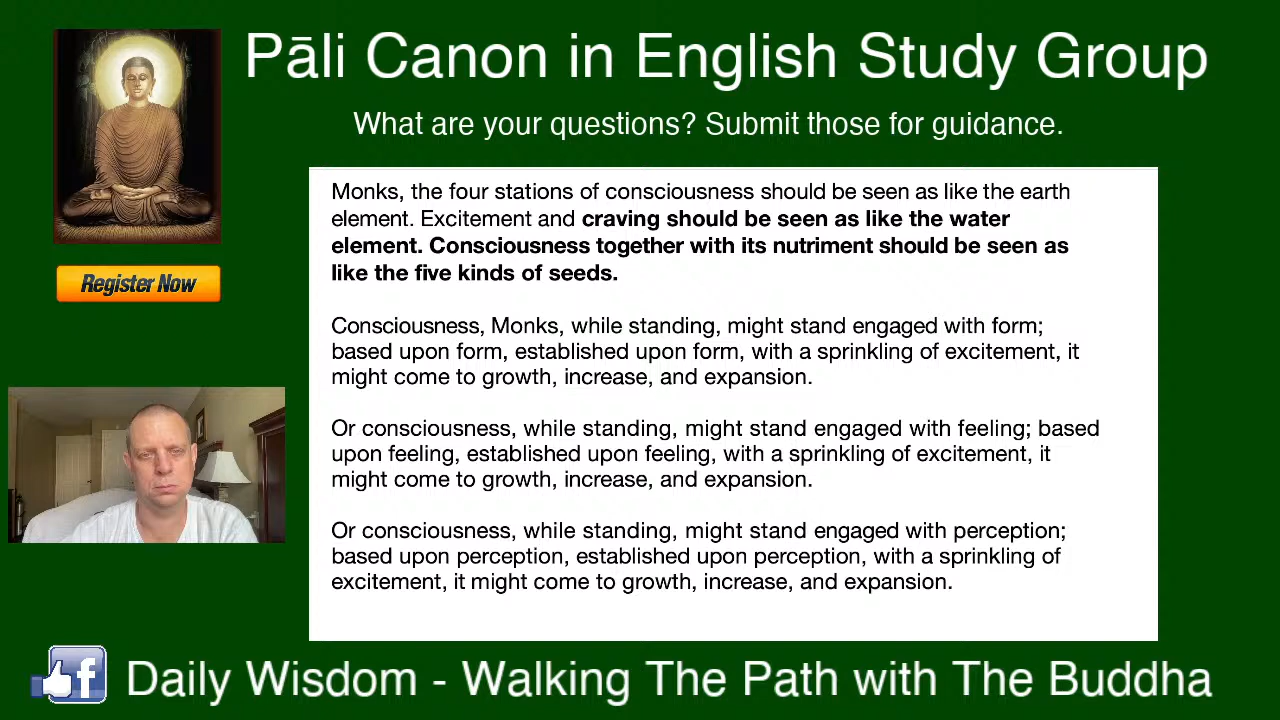 Pāli Canon in English Study Group
What are your questions? Submit those for guidance.
Register Now
Monks, the four stations of consciousness should be seen as like the earth
element. Excitement and craving should be seen as like the water
element. Consciousness together with its nutriment should be seen as
like the five kinds of seeds.
Consciousness, Monks, while standing, might stand engaged with form;
based upon form, established upon form, with a sprinkling of excitement, it
might come to growth, increase, and expansion.
Or consciousness, while standing, might stand engaged with feeling; based
upon feeling, established upon feeling, with a sprinkling of excitement, it
might come to growth, increase, and expansion.
Or consciousness, while standing, might stand engaged with perception;
based upon perception, established upon perception, with a sprinkling of
excitement, it might come to growth, increase, and expansion.
f
Daily Wisdom - Walking The Path with The Buddha